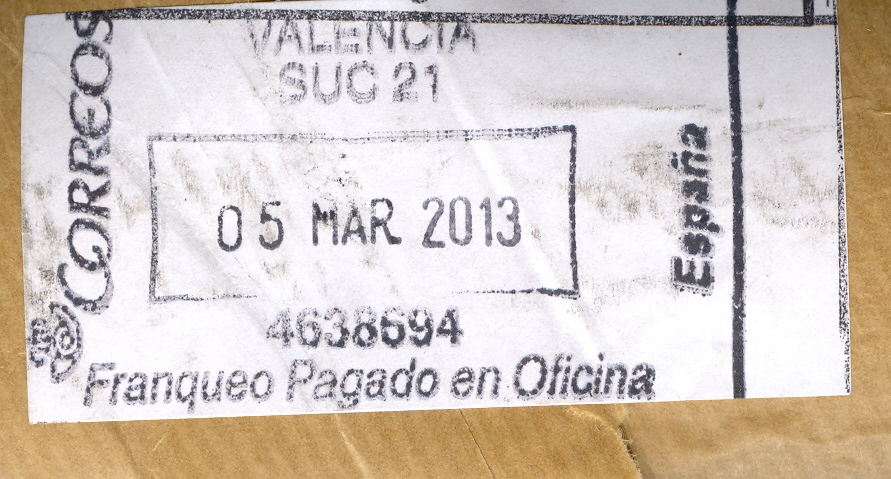 VALENCIA
SUC 21
CORREOS
05 MAR 2013
España
4638694
Franqueo Pagado en Oficina